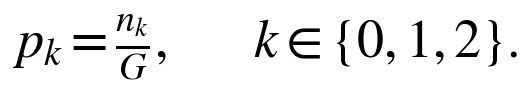 p_k = n_k/G, k ∈ {0, 1, 2}.